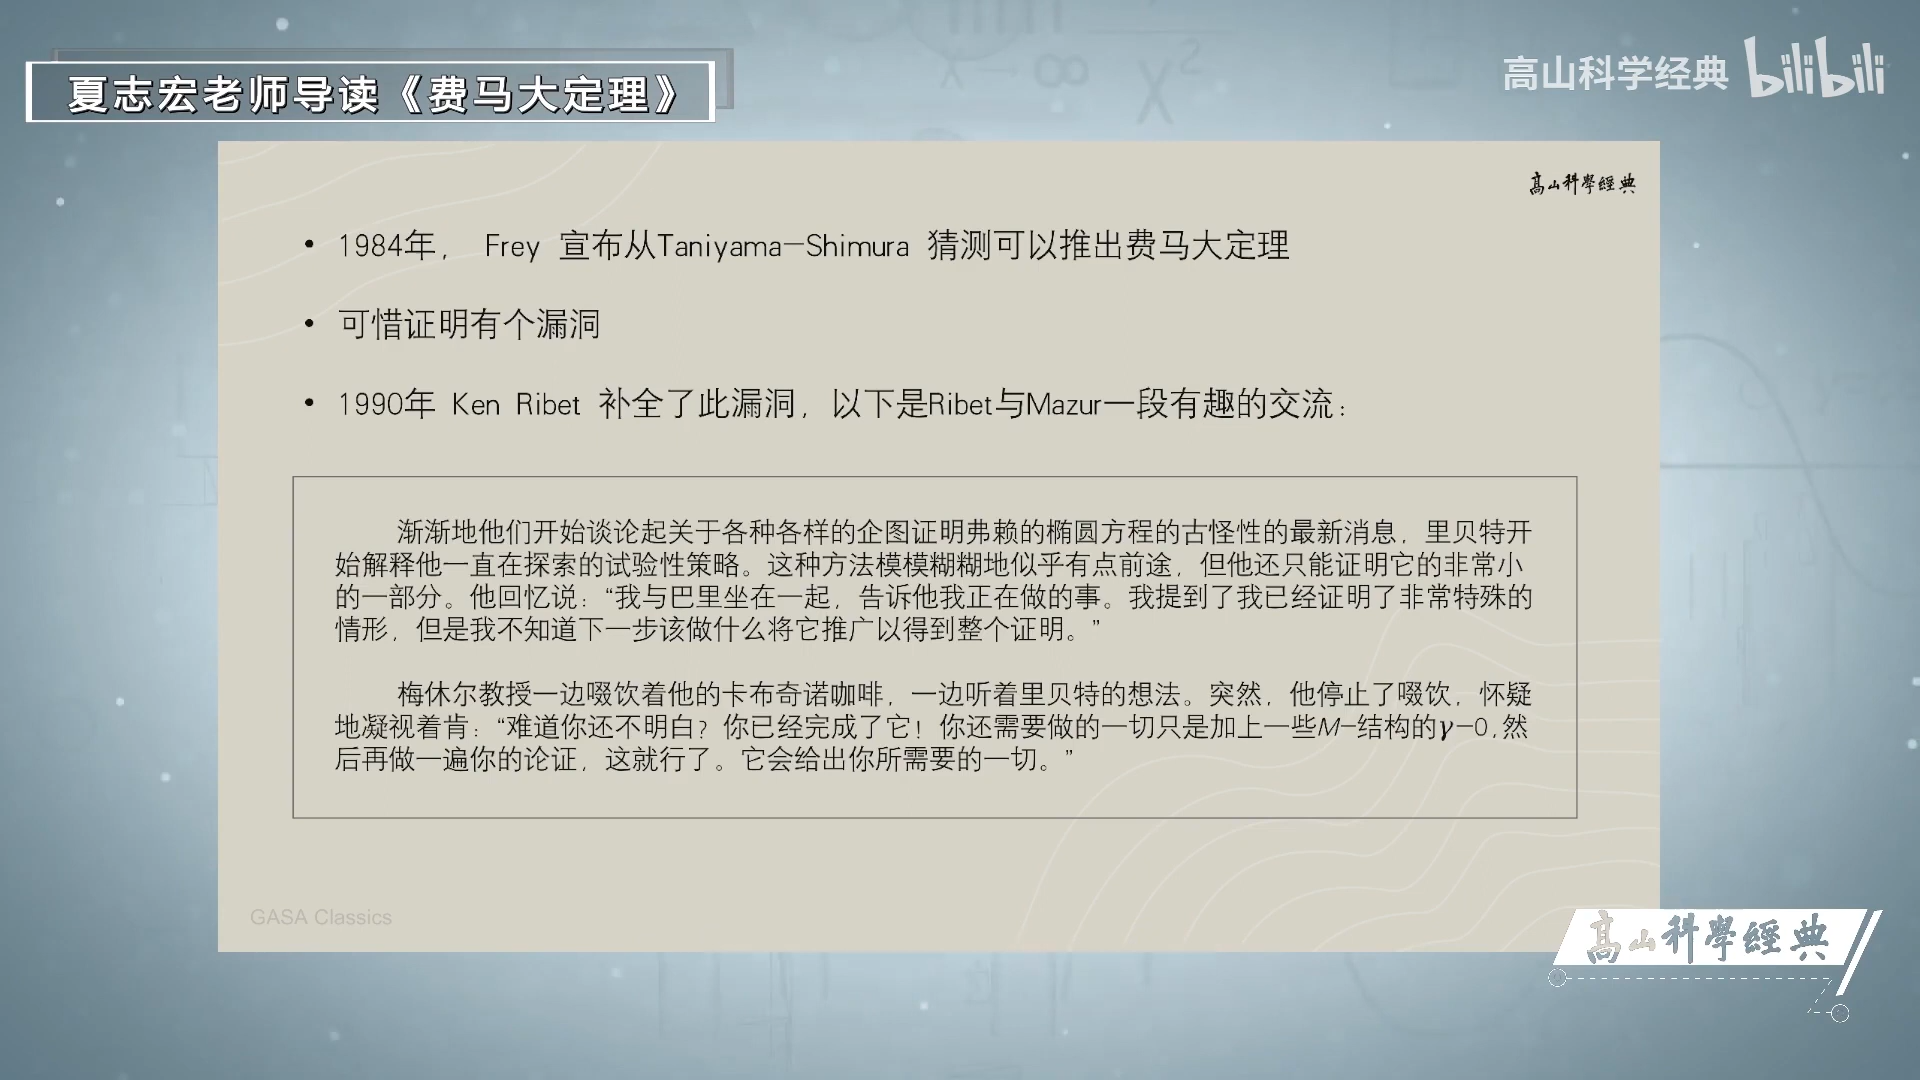 夏志宏老师导读《费马大定理》
高山科学经典 bilibili
高山科學經典
• 1984年， Frey 宣布从Taniyama-Shimura 猜测可以推出费马大定理
• 可惜证明有个漏洞
• 1990年 Ken Ribet 补全了此漏洞，以下是Ribet与Mazur一段有趣的交流：
渐渐地他们开始谈论起关于各种各样的企图证明弗赖的椭圆方程的古怪性的最新消息，里贝特开
始解释他一直在探索的试验性策略。这种方法模模糊糊地似乎有点前途，但他还只能证明它的非常小
的一部分。他回忆说：“我与巴里坐在一起，告诉他我正在做的事。我提到了我已经证明了非常特殊的
情形，但是我不知道下一步该做什么将它推广以得到整个证明。”
梅休尔教授一边啜饮着他的卡布奇诺咖啡，一边听着里贝特的想法。突然，他停止了啜饮，怀疑
地凝视着肯：“难道你还不明白？你已经完成了它！你还需要做的一切只是加上一些M-结构的γ-0,然
后再做一遍你的论证，这就行了。它会给出你所需要的一切。”
GASA Classics
高山科學經典